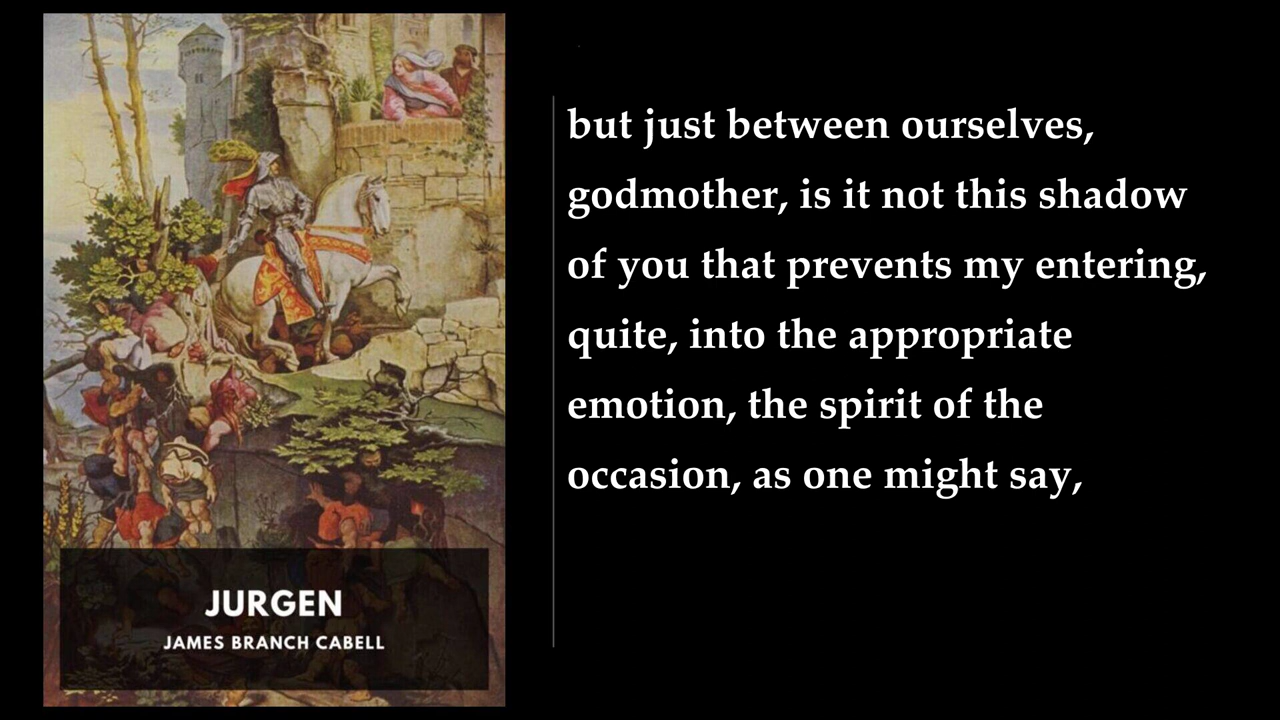 but just between ourselves,
godmother, is it not this shadow
of you that prevents my entering,
quite, into the appropriate
emotion, the spirit of the
occasion, as one might say,
JURGEN
JAMES BRANCH CABELL